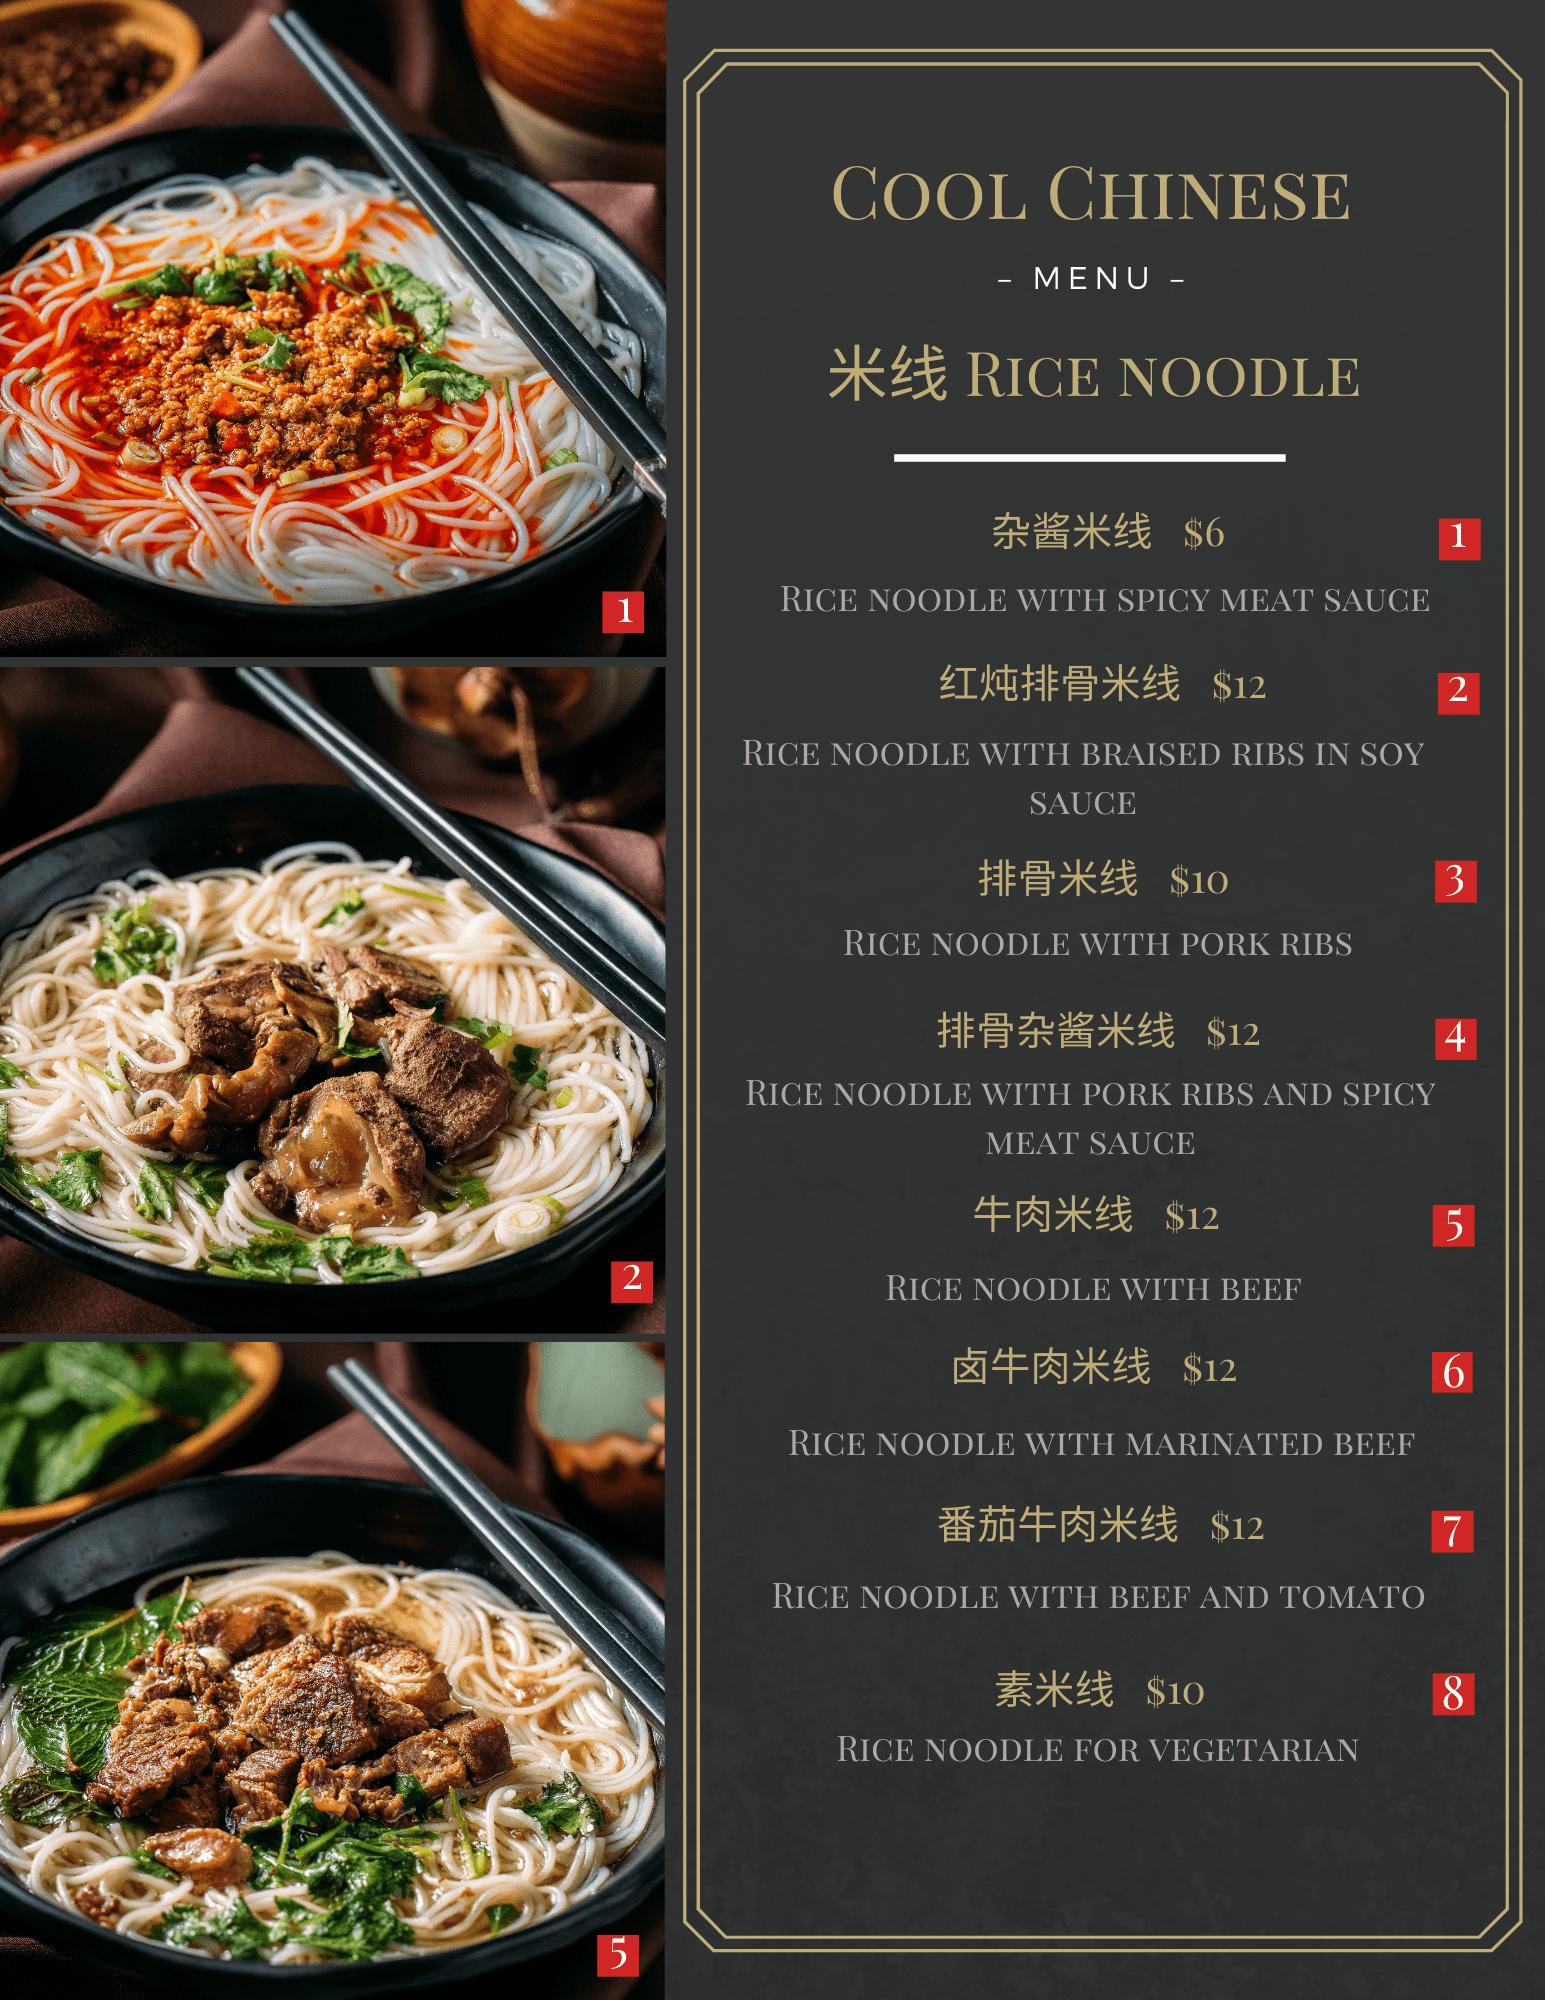 Cool Chinese
– MENU –
米线 Rice noodle
杂酱米线 $6
1
Rice noodle with spicy meat sauce
红炖排骨米线 $12
2
Rice noodle with braised ribs in soy
sauce
排骨米线 $10
3
Rice noodle with pork ribs
排骨杂酱米线 $12
4
Rice noodle with pork ribs and spicy
meat sauce
牛肉米线 $12
5
Rice noodle with beef
卤牛肉米线 $12
6
Rice noodle with marinated beef
番茄牛肉米线 $12
7
Rice noodle with beef and tomato
素米线 $10
8
Rice noodle for vegetarian
1
2
5